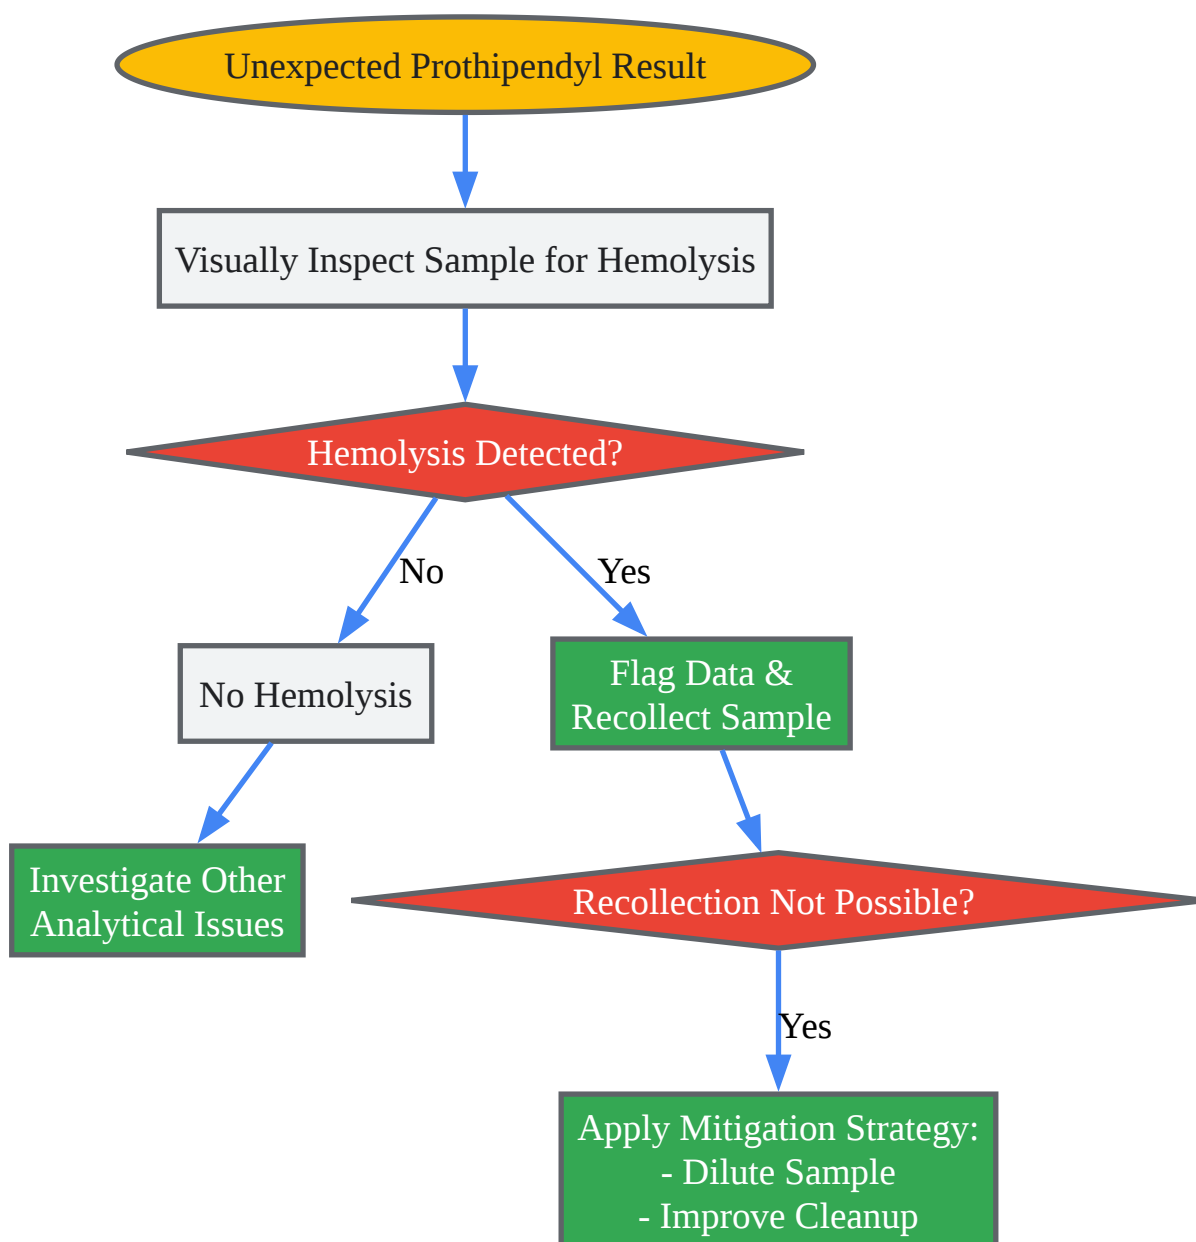 Unexpected Prothipendyl Result
Visually Inspect Sample for Hemolysis
Hemolysis Detected?
No
Yes
No Hemolysis
Flag Data &
Recollect Sample
Investigate Other
Analytical Issues
Recollection Not Possible?
Yes
Apply Mitigation Strategy:
- Dilute Sample
- Improve Cleanup